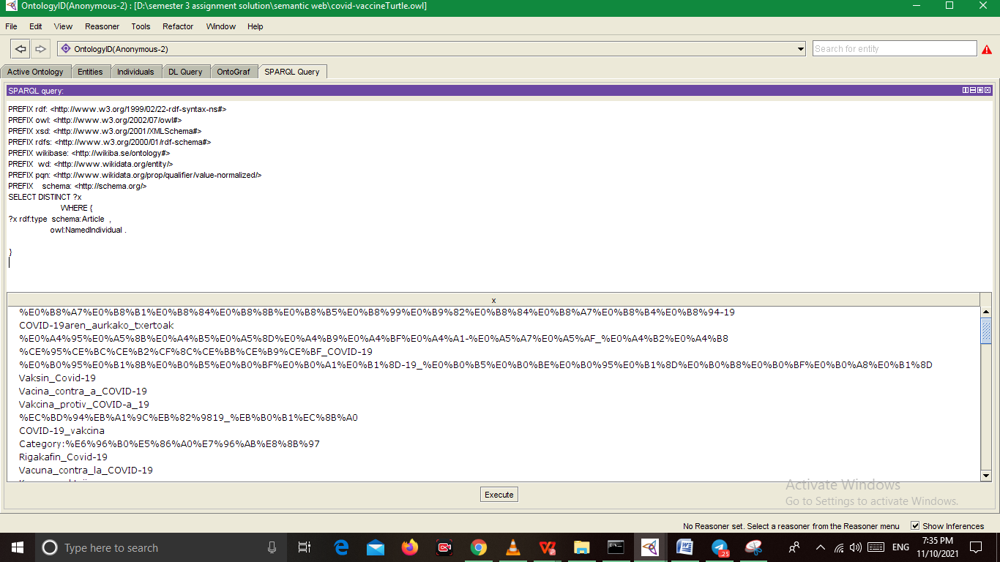 OntologyID(Anonymous-2) : [D:\semester 3 assignment solution\semantic web\covid-vaccineTurtle.owl]
File Edit View Reasoner Tools Refactor Window Help
OntologyID(Anonymous-2) Search for entity
Active Ontology Entities Individuals DL Query OntoGraf SPARQL Query
SPARQL query:
PREFIX rdf: <http://www.w3.org/1999/02/22-rdf-syntax-ns#>
PREFIX owl: <http://www.w3.org/2002/07/owl#>
PREFIX xsd: <http://www.w3.org/2001/XMLSchema#>
PREFIX rdfs: <http://www.w3.org/2000/01/rdf-schema#>
PREFIX wikibase: <http://wikiba.se/ontology#>
PREFIX wd: <http://www.wikidata.org/entity/>
PREFIX pqn: <http://www.wikidata.org/prop/qualifier/value-normalized/>
PREFIX schema: <http://schema.org/>
SELECT DISTINCT ?x
WHERE {
?x rdf:type schema:Article ,
owl:NamedIndividual .
}
x
%E0%B8%A7%E0%B8%B1%E0%B8%84%E0%B8%8B%E0%B8%B5%E0%B8%99%E0%B9%82%E0%B8%84%E0%B8%A7%E0%B8%B4%E0%B8%94-19
COVID-19aren_aurkako_txertoak
%E0%A4%95%E0%A5%8B%E0%A4%B5%E0%A5%8D%E0%A4%B9%E0%A4%BF%E0%A4%A1-%E0%A5%A7%E0%A5%AF_%E0%A4%B2%E0%A4%B8
%CE%95%CE%BC%CE%B2%CF%8C%CE%BB%CE%B9%CE%BF_COVID-19
%E0%B0%95%E0%B1%8B%E0%B0%B5%E0%B0%BF%E0%B0%A1%E0%B1%8D-19_%E0%B0%B5%E0%B0%BE%E0%B0%95%E0%B1%8D%E0%B0%B8%E0%B0%BF%E0%B0%A8%E0%B1%8D
Vaksin_Covid-19
Vacina_contra_a_COVID-19
Vakcina_protiv_COVID-a_19
%EC%BD%94%EB%A1%9C%EB%82%9819_%EB%B0%B1%EC%8B%A0
COVID-19_vakcina
Category:%E6%96%B0%E5%86%A0%E7%96%AB%E8%8B%97
Rigakafin_Covid-19
Vacuna_contra_la_COVID-19
Execute
Activate Windows
Go to Settings to activate Windows.
No Reasoner set. Select a reasoner from the Reasoner menu Show Inferences
Type here to search
25
ENG
7:35 PM
11/10/2021